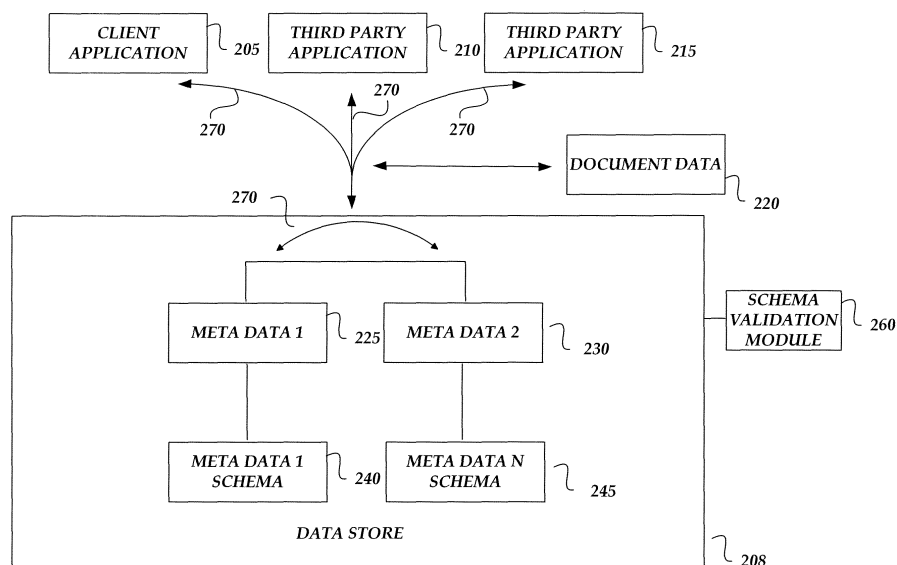 CLIENT
APPLICATION
205
THIRD PARTY
APPLICATION
210
THIRD PARTY
APPLICATION
215
270
270
270
DOCUMENT DATA
220
270
META DATA 1
225
META DATA 2
230
SCHEMA
VALIDATION
MODULE
260
META DATA 1
SCHEMA
240
META DATA N
SCHEMA
245
DATA STORE
208